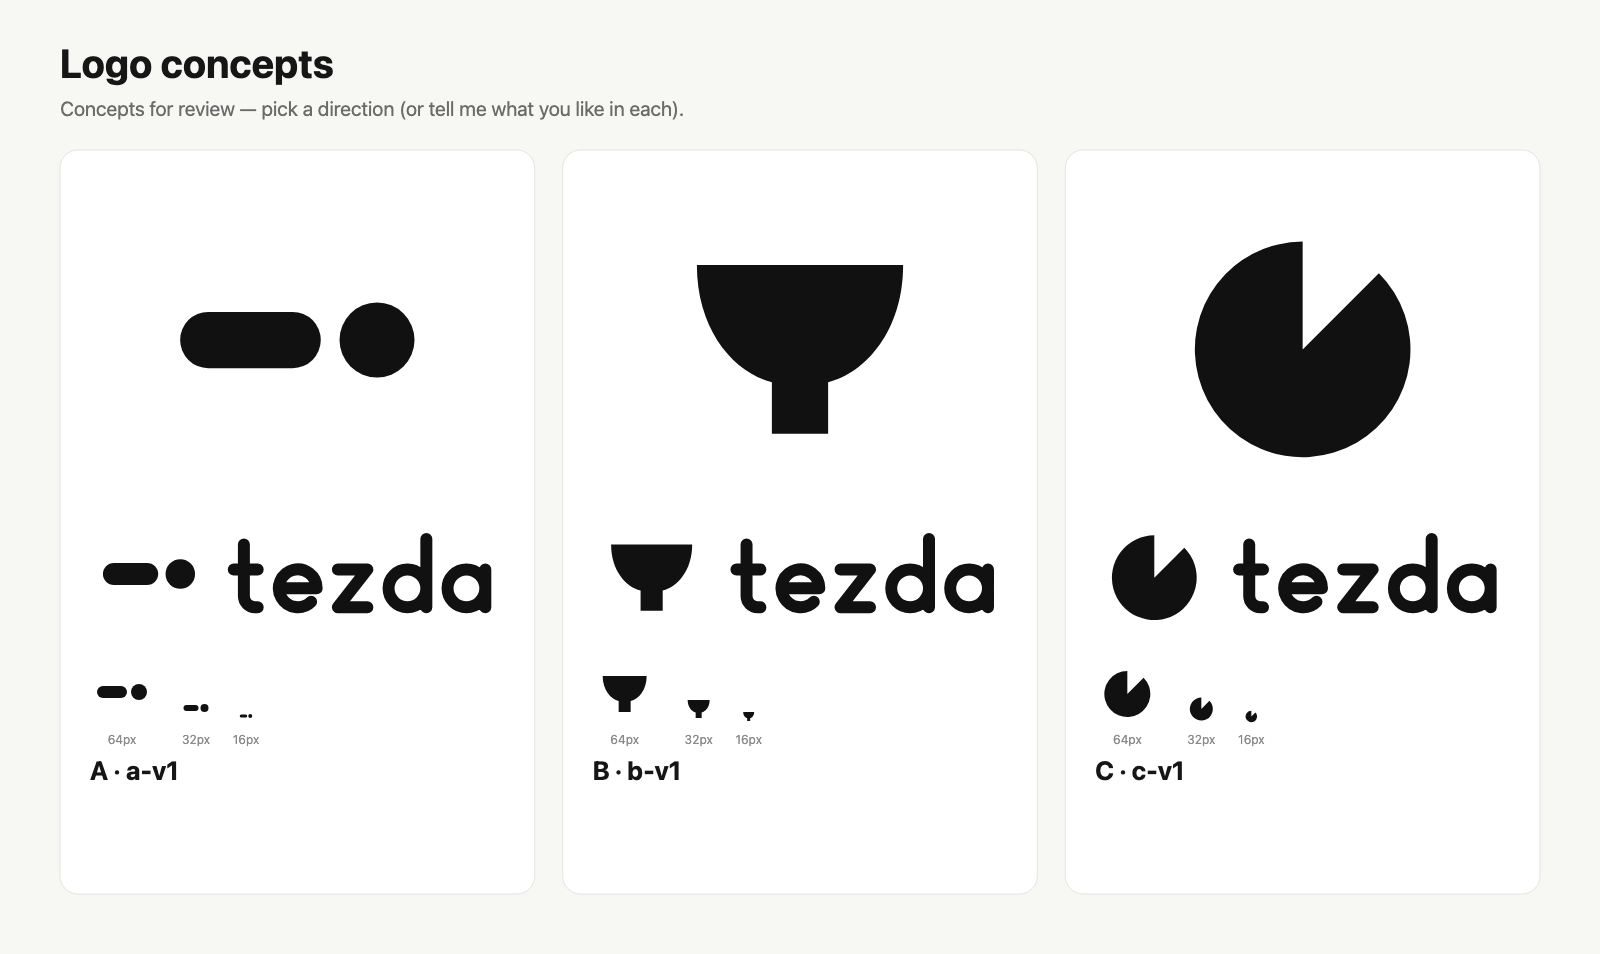 Logo concepts
Concepts for review — pick a direction (or tell me what you like in each).
tezda
64px 32px 16px
A · a-v1
tezda
64px 32px 16px
B · b-v1
tezda
64px 32px 16px
C · c-v1